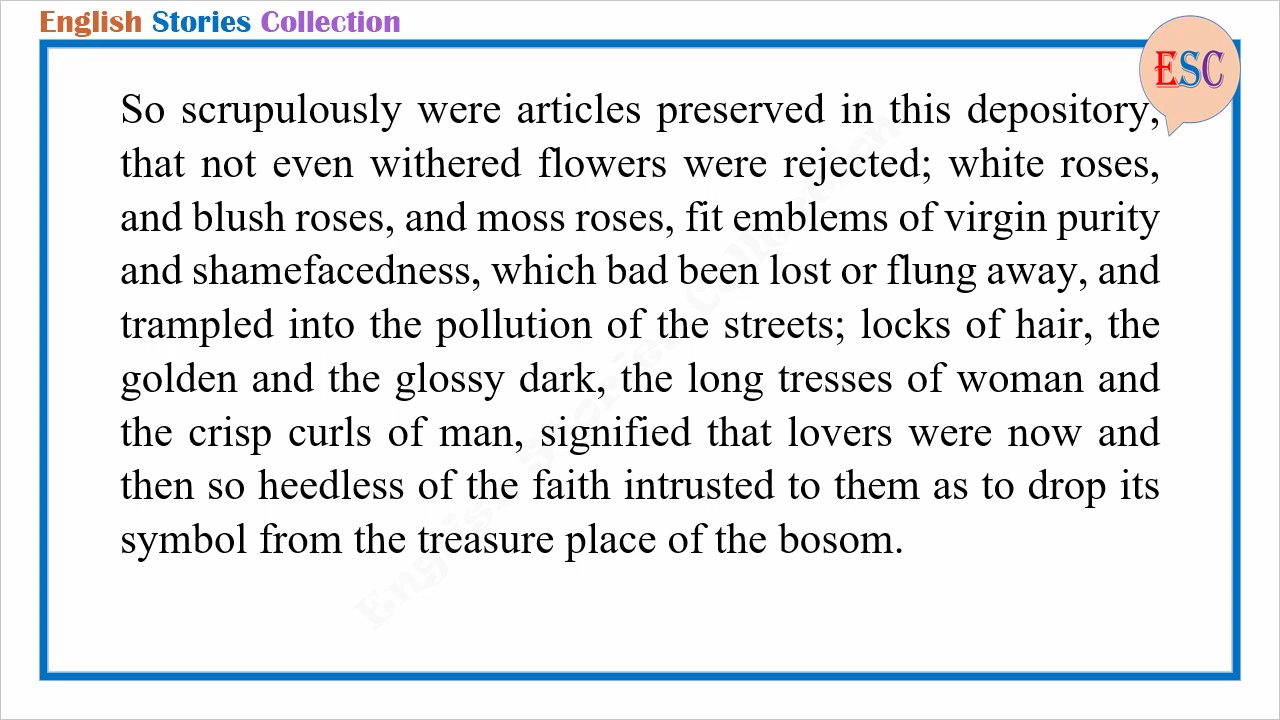 English Stories Collection
ESC
So scrupulously were articles preserved in this depository,
that not even withered flowers were rejected; white roses,
and blush roses, and moss roses, fit emblems of virgin purity
and shamefacedness, which bad been lost or flung away, and
trampled into the pollution of the streets; locks of hair, the
golden and the glossy dark, the long tresses of woman and
the crisp curls of man, signified that lovers were now and
then so heedless of the faith intrusted to them as to drop its
symbol from the treasure place of the bosom.
English Stories Collection